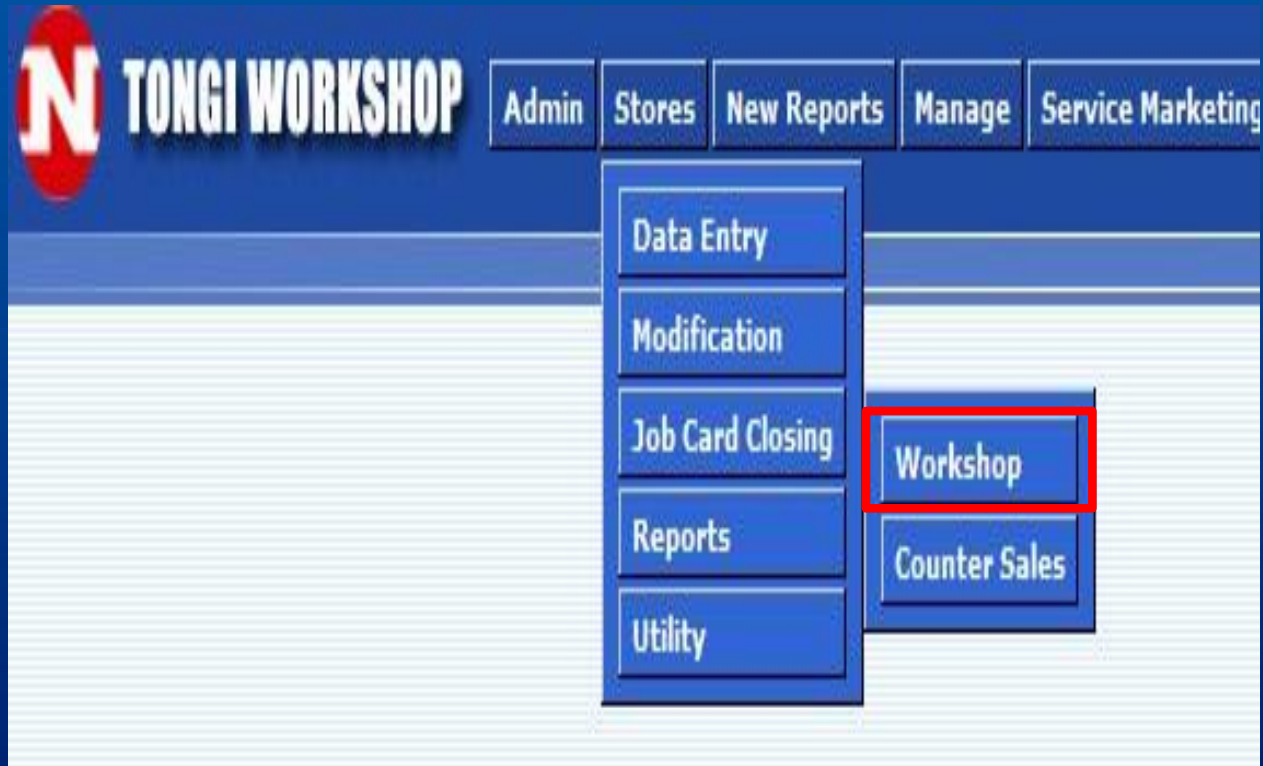 N TONGI WORKSHOP Admin Stores New Reports Manage Service Marketing
Data Entry
Modification
Job Card Closing
Workshop
Reports
Counter Sales
Utility